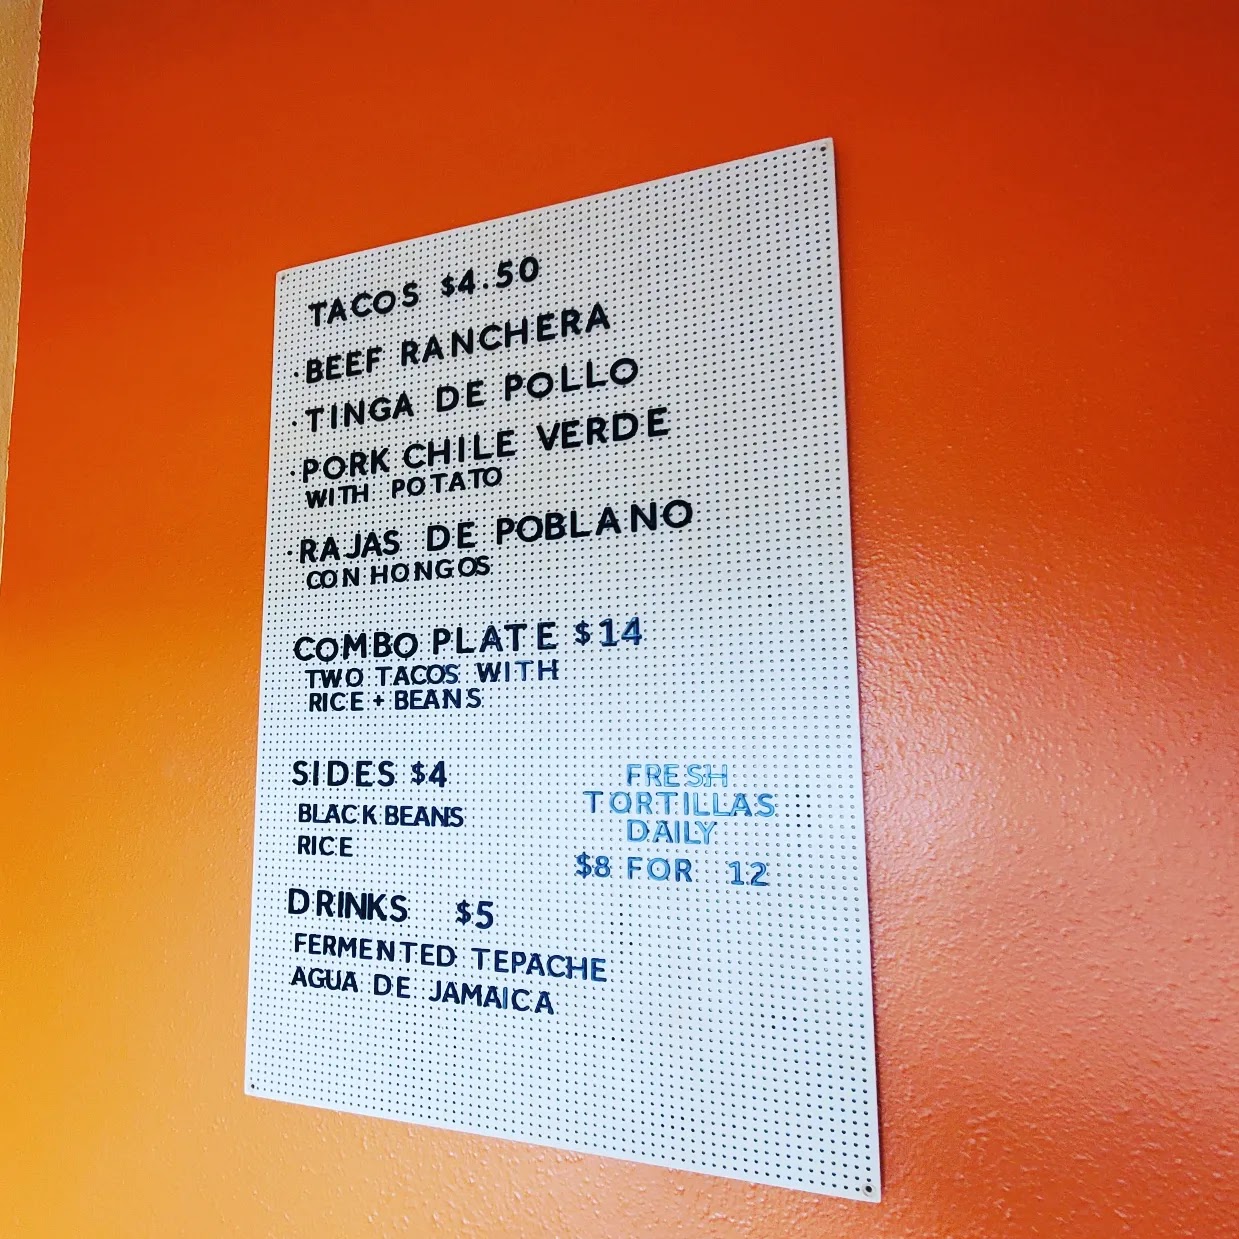 TACOS $4.50
·BEEF RANCHERA
·TINGA DE POLLO
·PORK CHILE VERDE
WITH POTATO
·RAJAS DE POBLANO
CON HONGOS
COMBO PLATE $14
TWO TACOS WITH
RICE + BEANS
SIDES $4
BLACK BEANS
RICE
FRESH
TORTILLAS
DAILY
$8 FOR 12
DRINKS $5
FERMENTED TEPACHE
AGUA DE JAMAICA